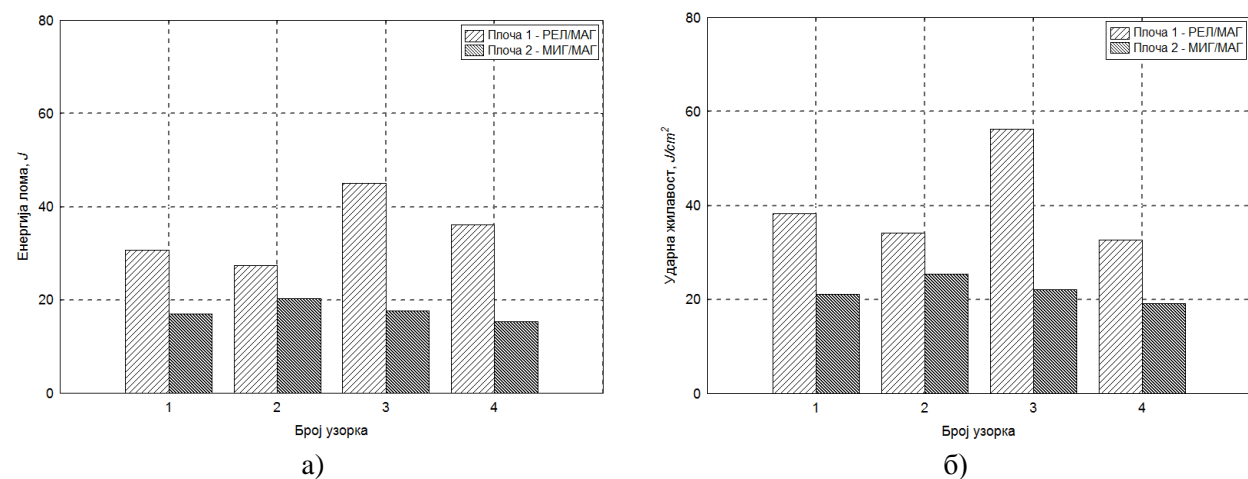 80
60
40
20
0
Енергија лома, J
Плоча 1 - РЕЛ/МАГ
Плоча 2 - МИГ/МАГ
1 2 3 4
Број узорка
а)
80
60
40
20
0
Ударна жилавост, J/cm²
Плоча 1 - РЕЛ/МАГ
Плоча 2 - МИГ/МАГ
1 2 3 4
Број узорка
б)